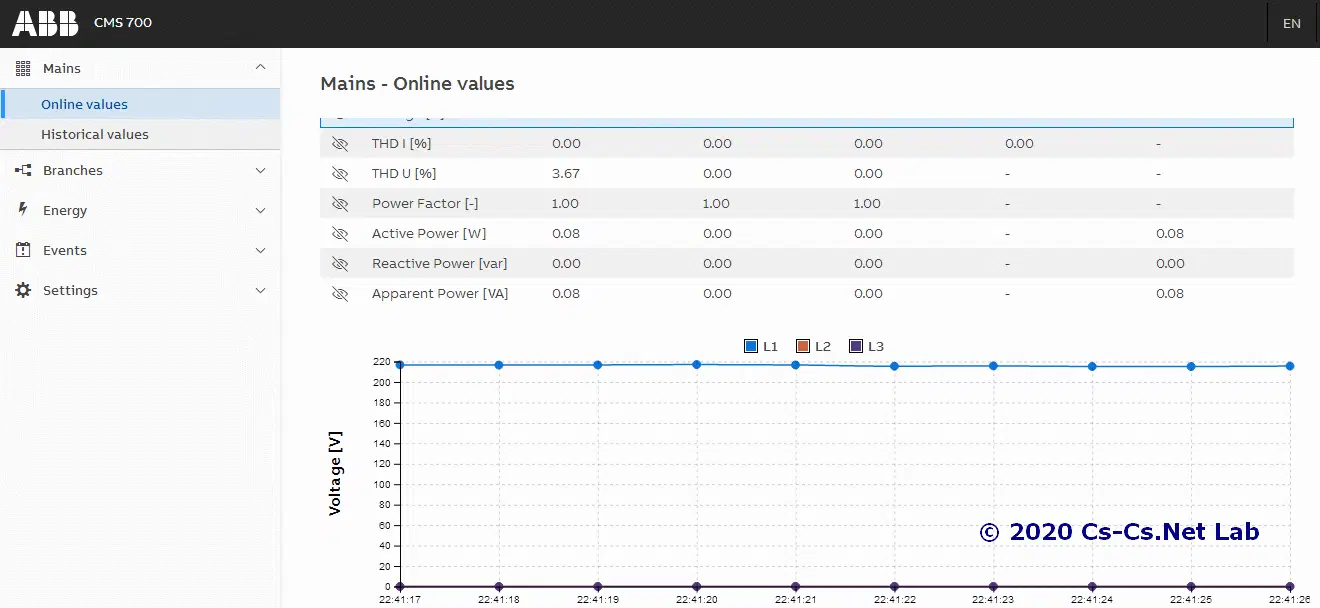 ABB CMS 700 EN
Mains
Online values
Historical values
Branches
Energy
Events
Settings
Mains - Online values
THD I [%] 0.00 0.00 0.00 0.00 -
THD U [%] 3.67 0.00 0.00 - -
Power Factor [-] 1.00 1.00 1.00 - -
Active Power [W] 0.08 0.00 0.00 - 0.08
Reactive Power [var] 0.00 0.00 0.00 - 0.00
Apparent Power [VA] 0.08 0.00 0.00 - 0.08
L1 L2 L3
220
200
180
160
140
120
100
80
60
40
20
0
Voltage [V]
© 2020 Cs-Cs.Net Lab
22:41:17 22:41:18 22:41:19 22:41:20 22:41:21 22:41:22 22:41:23 22:41:24 22:41:25 22:41:26